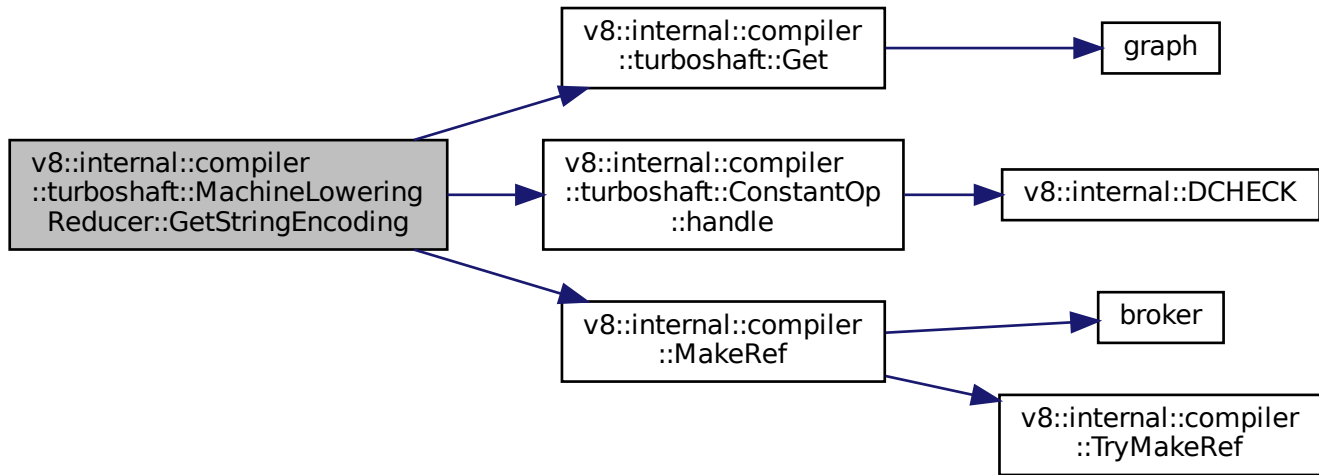 v8::internal::compiler
::turboshaft::MachineLowering
Reducer::GetStringEncoding
v8::internal::compiler
::turboshaft::Get
graph
v8::internal::compiler
::turboshaft::ConstantOp
::handle
v8::internal::DCHECK
v8::internal::compiler
::MakeRef
broker
v8::internal::compiler
::TryMakeRef